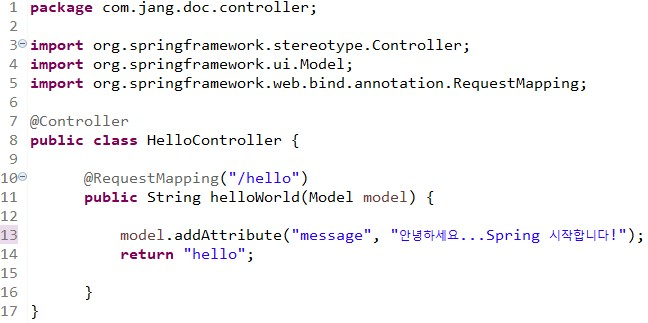 1 package com.jang.doc.controller;
2
3 import org.springframework.stereotype.Controller;
4 import org.springframework.ui.Model;
5 import org.springframework.web.bind.annotation.RequestMapping;
6
7 @Controller
8 public class HelloController {
9
10 @RequestMapping("/hello")
11 public String helloWorld(Model model) {
12
13 model.addAttribute("message", "안녕하세요...Spring 시작합니다!");
14 return "hello";
15
16 }
17 }